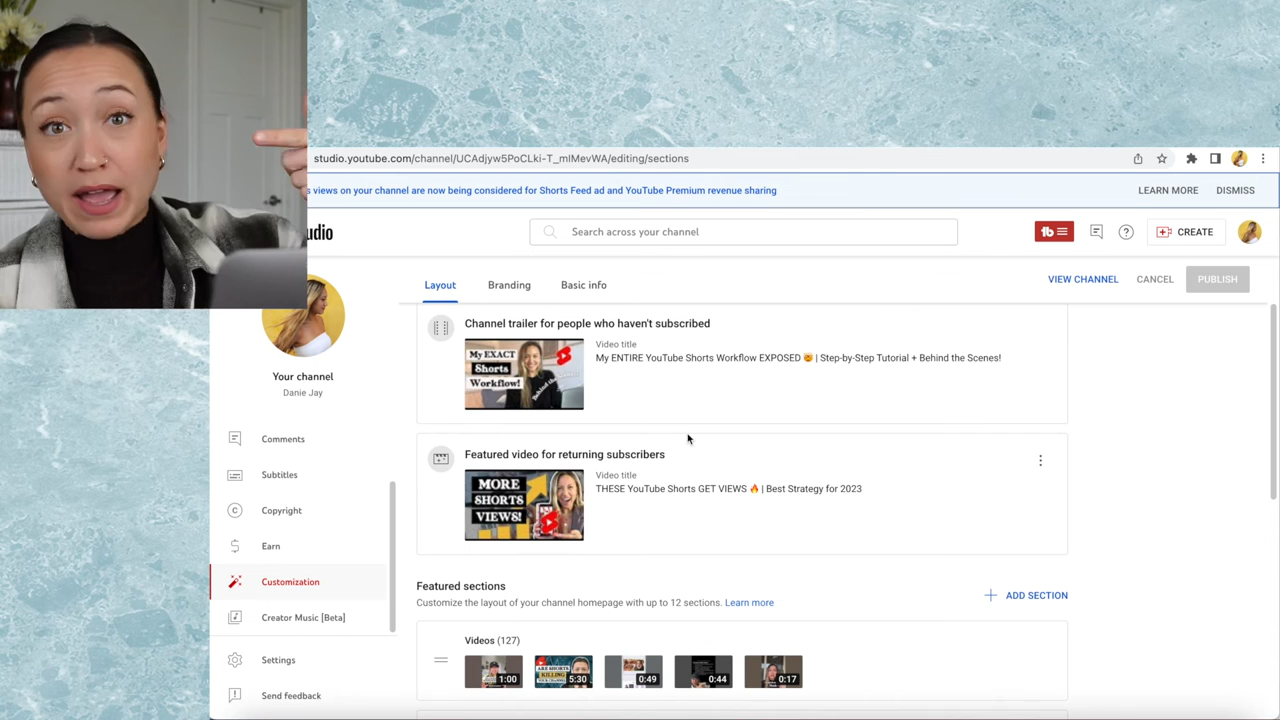 studio.youtube.com/channel/UCAdjyw5PoCLki-T_mIMevWA/editing/sections
s views on your channel are now being considered for Shorts Feed ad and YouTube Premium revenue sharing
LEARN MORE
DISMISS
udio
Search across your channel
tb
CREATE
Layout
Branding
Basic info
VIEW CHANNEL
CANCEL
PUBLISH
Your channel
Danie Jay
Comments
Subtitles
Copyright
Earn
Customization
Creator Music [Beta]
Settings
Send feedback
Channel trailer for people who haven't subscribed
My EXACT
Shorts
Workflow!
Video title
My ENTIRE YouTube Shorts Workflow EXPOSED 🤯 | Step-by-Step Tutorial + Behind the Scenes!
Featured video for returning subscribers
MORE
SHORTS
VIEWS!
Video title
THESE YouTube Shorts GET VIEWS 🔥 | Best Strategy for 2023
Featured sections
Customize the layout of your channel homepage with up to 12 sections. Learn more
ADD SECTION
Videos (127)
1:00
ARE SHORTS
KILLING
5:30
0:49
0:44
0:17